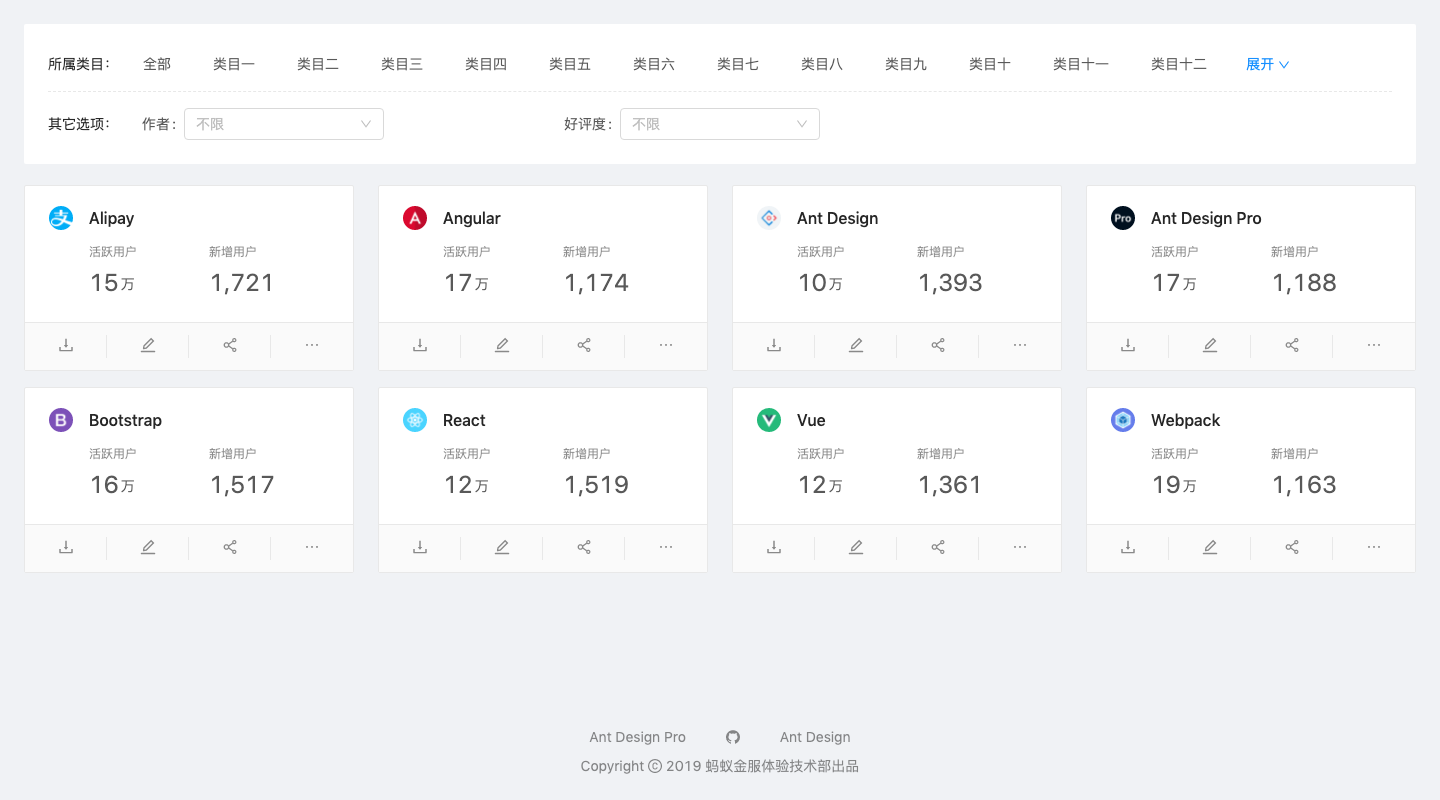 所属类目: 全部 类目一 类目二 类目三 类目四 类目五 类目六 类目七 类目八 类目九 类目十 类目十一 类目十二 展开
其它选项: 作者: 不限 好评度: 不限
Alipay
活跃用户 新增用户
15万 1,721
Angular
活跃用户 新增用户
17万 1,174
Ant Design
活跃用户 新增用户
10万 1,393
Pro Ant Design Pro
活跃用户 新增用户
17万 1,188
B Bootstrap
活跃用户 新增用户
16万 1,517
React
活跃用户 新增用户
12万 1,519
Vue
活跃用户 新增用户
12万 1,361
Webpack
活跃用户 新增用户
19万 1,163
Ant Design Pro Ant Design
Copyright © 2019 蚂蚁金服体验技术部出品